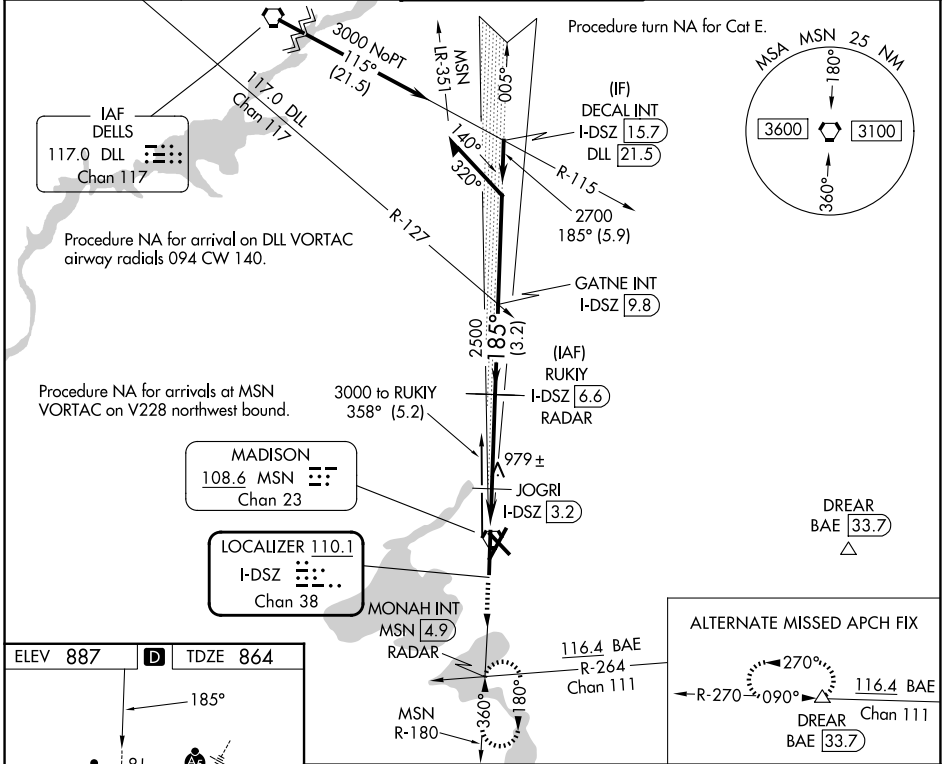 Procedure turn NA for Cat E.
3000 NoPT
115°
(21.5)
MSN
LR-351
005°
MSA MSN 25 NM
180°
3600
3100
360°
117.0 DLL
Chan 117
IAF
DELLS
117.0 DLL
Chan 117
(IF)
DECAL INT
I-DSZ 15.7
DLL 21.5
140°
320°
R-115
R-127
2700
185° (5.9)
Procedure NA for arrival on DLL VORTAC
airway radials 094 CW 140.
GATNE INT
I-DSZ 9.8
2500
185°
(3.2)
(IAF)
RUKIY
I-DSZ 6.6
RADAR
Procedure NA for arrivals at MSN
VORTAC on V228 northwest bound.
3000 to RUKIY
358° (5.2)
MADISON
108.6 MSN
Chan 23
979 ±
JOGRI
I-DSZ 3.2
DREAR
BAE 33.7
LOCALIZER 110.1
I-DSZ
Chan 38
MONAH INT
MSN 4.9
RADAR
116.4 BAE
R-264
Chan 111
360°
180°
MSN
R-180
ALTERNATE MISSED APCH FIX
270°
R-270
090°
116.4 BAE
Chan 111
DREAR
BAE 33.7
ELEV 887
D
TDZE 864
185°